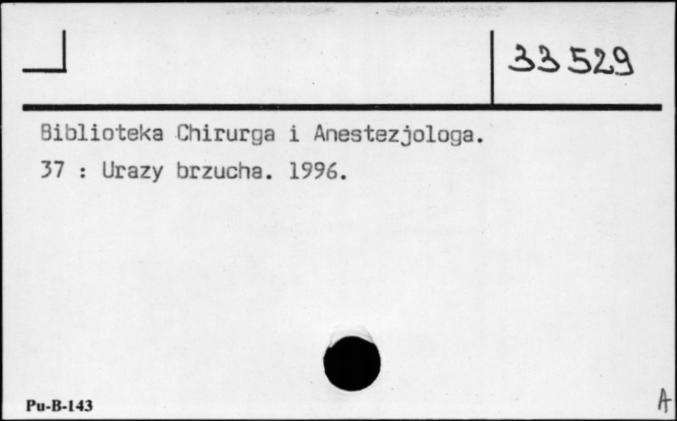 33529
Biblioteka Chirurga i Anestezjologa.
37 : Urazy brzucha. 1996.
Pu-B-143
A